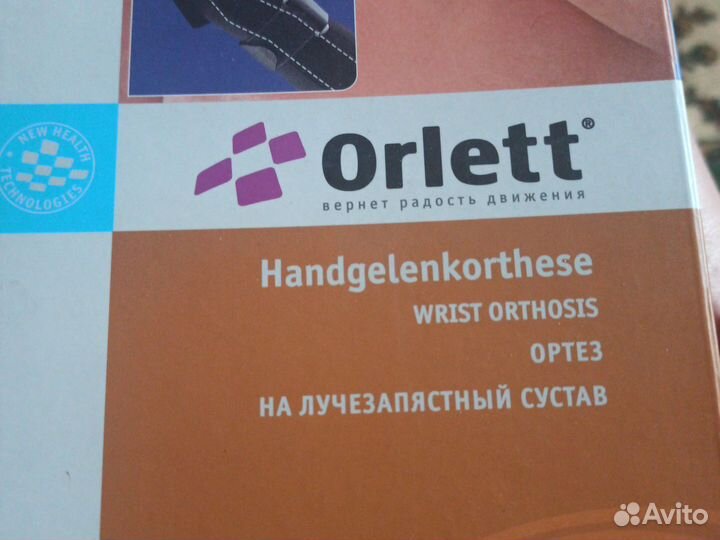 NEW HEALTH
TECHNOLOGIES
Orlett®
вернет радость движения
Handgelenkorthese
WRIST ORTHOSIS
ОРТЕЗ
НА ЛУЧЕЗАПЯСТНЫЙ СУСТАВ
Avito